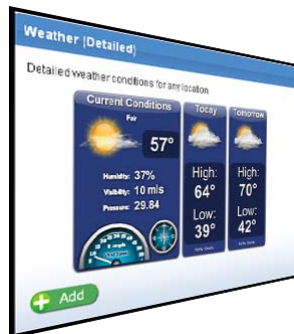 Weather (Detailed)
Detailed weather conditions for any location
Current Conditions
Fair
57°
Humidity: 37%
Visibility: 10 mls
Pressure: 29.84
Today
High:
64°
Low:
39°
Tomorrow
High:
70°
Low:
42°
Add